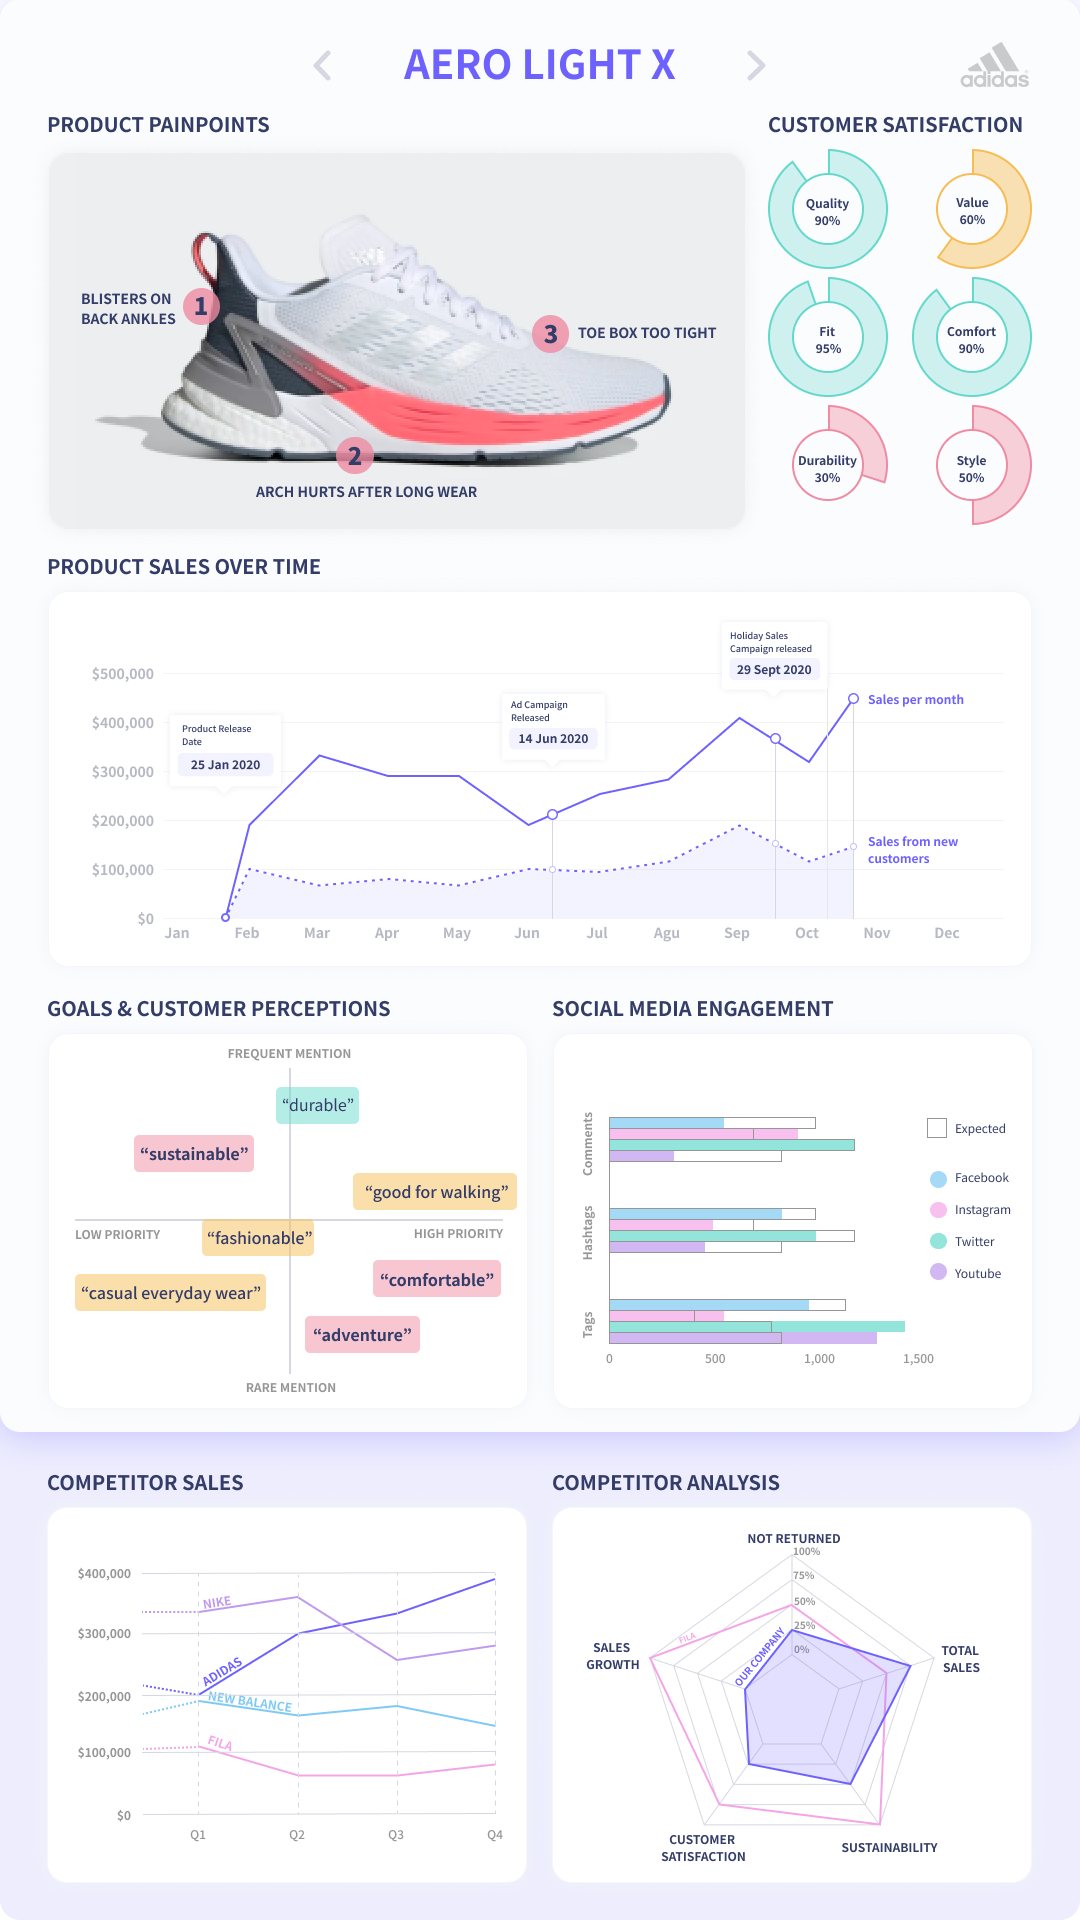 AERO LIGHT X
adidas
PRODUCT PAINPOINTS
BLISTERS ON
BACK ANKLES
1
3
TOE BOX TOO TIGHT
2
ARCH HURTS AFTER LONG WEAR
CUSTOMER SATISFACTION
Quality
90%
Value
60%
Fit
95%
Comfort
90%
Durability
30%
Style
50%
PRODUCT SALES OVER TIME
$500,000
$400,000
$300,000
$200,000
$100,000
$0
Product Release
Date
25 Jan 2020
Ad Campaign
Released
14 Jun 2020
Holiday Sales
Campaign released
29 Sept 2020
Sales per month
Sales from new
customers
Jan
Feb
Mar
Apr
May
Jun
Jul
Agu
Sep
Oct
Nov
Dec
GOALS & CUSTOMER PERCEPTIONS
FREQUENT MENTION
“durable”
“sustainable”
“good for walking”
LOW PRIORITY
“fashionable”
HIGH PRIORITY
“comfortable”
“casual everyday wear”
“adventure”
RARE MENTION
SOCIAL MEDIA ENGAGEMENT
Comments
Hashtags
Tags
0
500
1,000
1,500
Expected
Facebook
Instagram
Twitter
Youtube
COMPETITOR SALES
$400,000
$300,000
$200,000
$100,000
$0
NIKE
ADIDAS
NEW BALANCE
FILA
Q1
Q2
Q3
Q4
COMPETITOR ANALYSIS
NOT RETURNED
100%
75%
50%
25%
0%
FILA
OUR COMPANY
SALES
GROWTH
TOTAL
SALES
CUSTOMER
SATISFACTION
SUSTAINABILITY